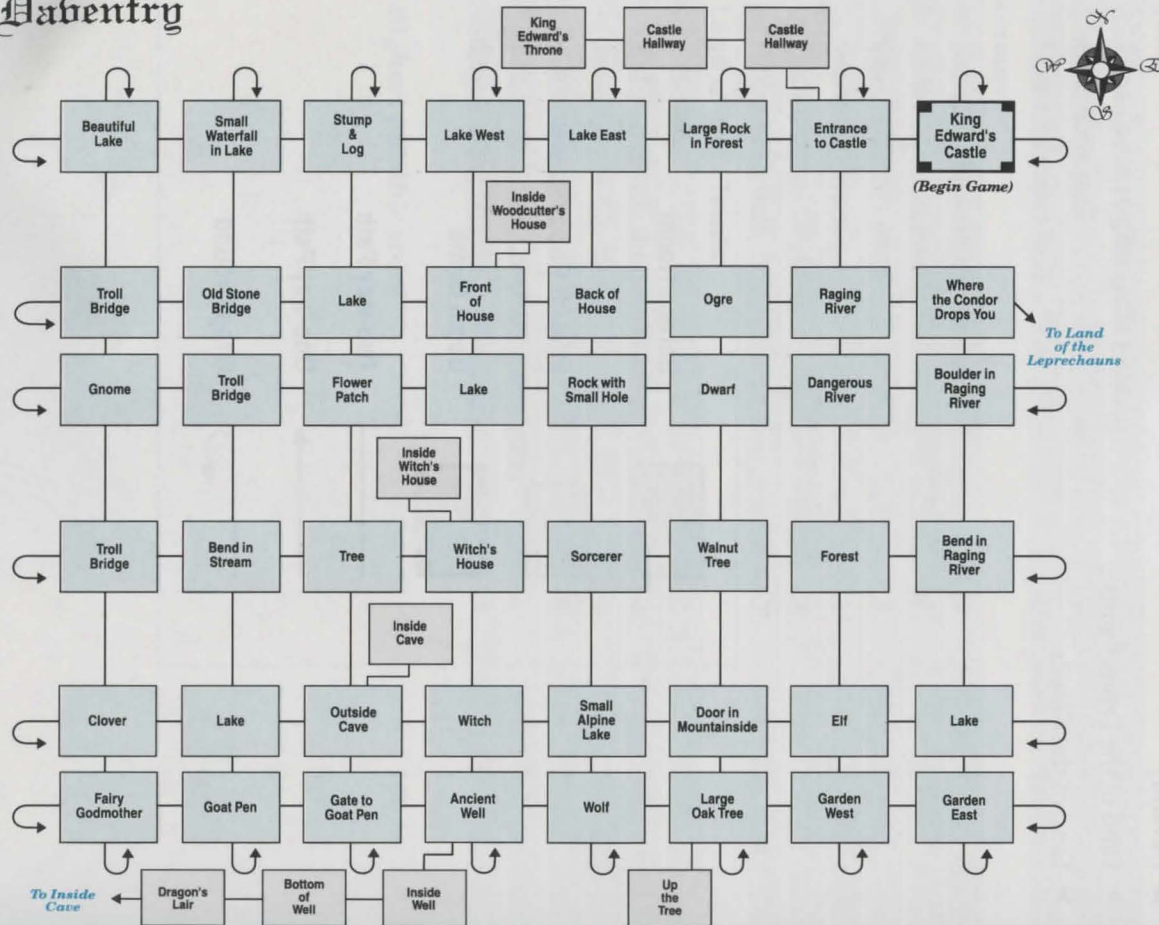 Daventry
N
W
E
S
King
Edward's
Throne
Castle
Hallway
Castle
Hallway
Beautiful
Lake
Small
Waterfall
in Lake
Stump
&
Log
Lake West
Lake East
Large Rock
in Forest
Entrance
to Castle
King
Edward's
Castle
(Begin Game)
Inside
Woodcutter's
House
Troll
Bridge
Old Stone
Bridge
Lake
Front
of
House
Back of
House
Ogre
Raging
River
Where
the Condor
Drops You
To Land
of the
Leprechauns
Gnome
Troll
Bridge
Flower
Patch
Lake
Rock with
Small Hole
Dwarf
Dangerous
River
Boulder in
Raging
River
Inside
Witch's
House
Troll
Bridge
Bend in
Stream
Tree
Witch's
House
Sorcerer
Walnut
Tree
Forest
Bend in
Raging
River
Inside
Cave
Clover
Lake
Outside
Cave
Witch
Small
Alpine
Lake
Door in
Mountainside
Elf
Lake
Fairy
Godmother
Goat Pen
Gate to
Goat Pen
Ancient
Well
Wolf
Large
Oak Tree
Garden
West
Garden
East
To Inside
Cave
Dragon's
Lair
Bottom
of
Well
Inside
Well
Up
the
Tree